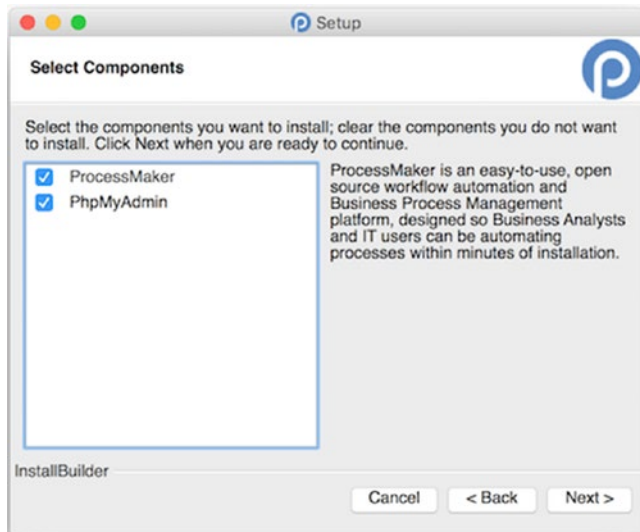 Setup
Select Components
Select the components you want to install; clear the components you do not want
to install. Click Next when you are ready to continue.
ProcessMaker
PhpMyAdmin
ProcessMaker is an easy-to-use, open
source workflow automation and
Business Process Management
platform, designed so Business Analysts
and IT users can be automating
processes within minutes of installation.
InstallBuilder
Cancel
< Back
Next >